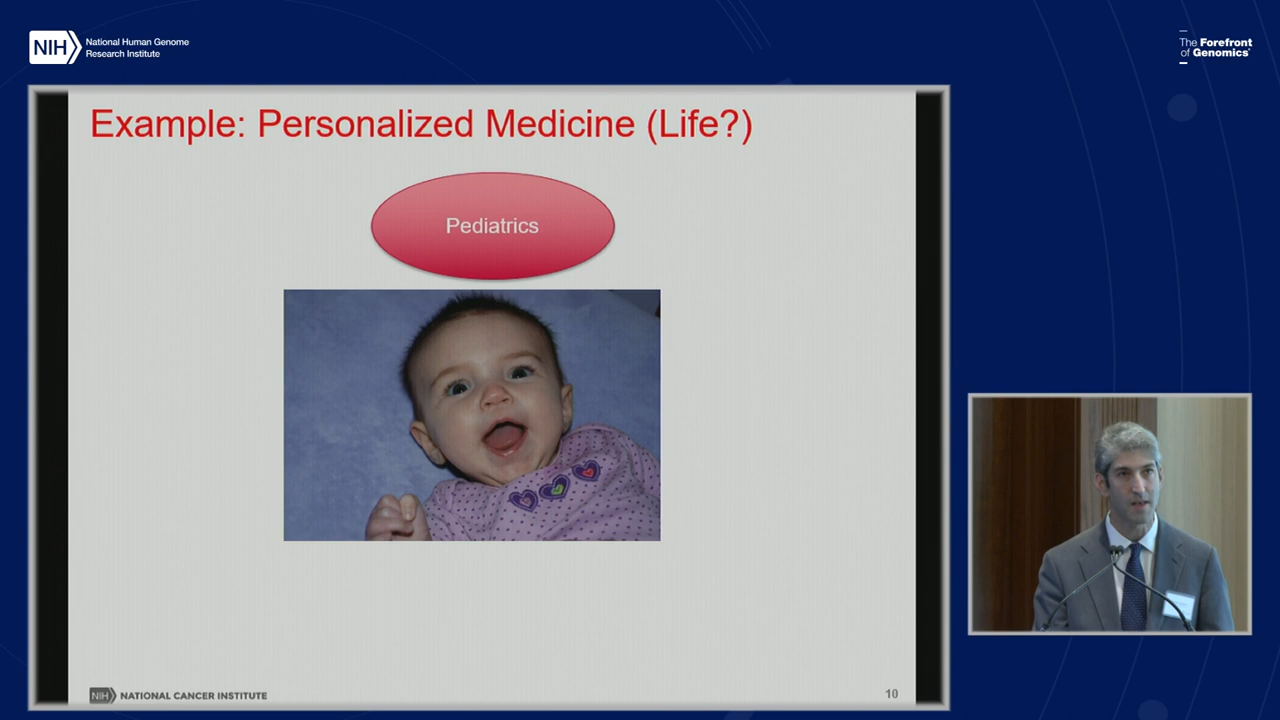 NIH
National Human Genome
Research Institute
The Forefront
of Genomics®
Example: Personalized Medicine (Life?)
Pediatrics
NIH
NATIONAL CANCER INSTITUTE
10